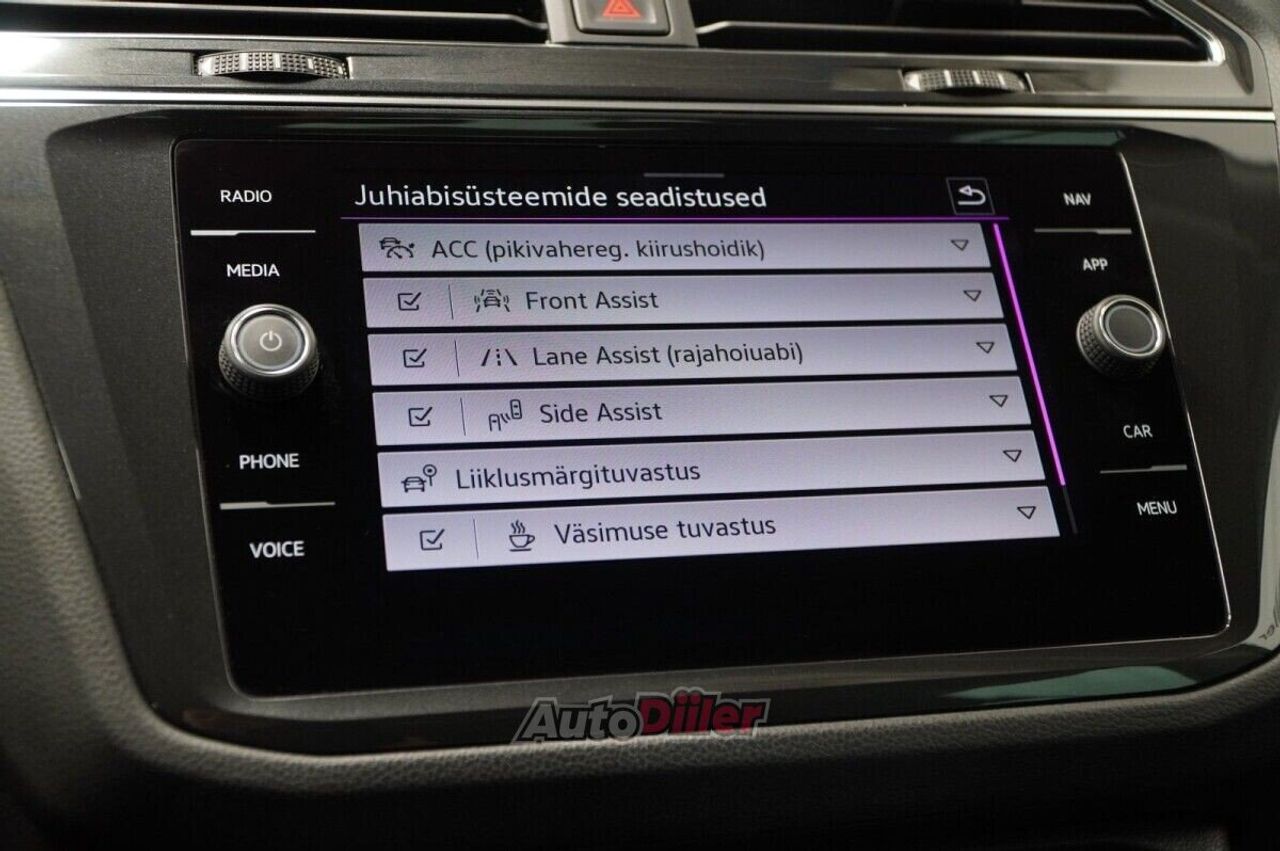 RADIO
MEDIA
PHONE
VOICE
Juhiabisüsteemide seadistused
ACC (pikivahereg. kiirushoidik)
Front Assist
Lane Assist (rajahoiuabi)
Side Assist
Liiklusmärgituvastus
Väsimuse tuvastus
NAV
APP
CAR
MENU
AutoDiiler